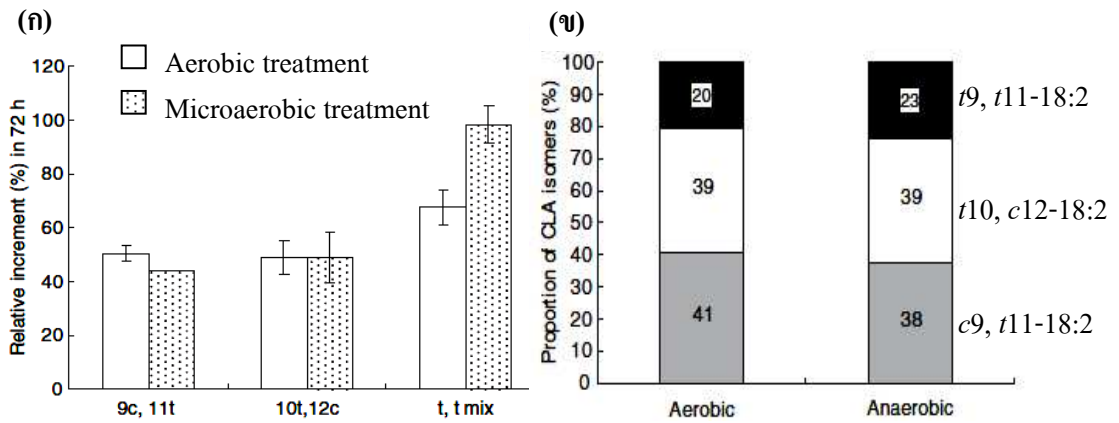 (ก)
Relative increment (%) in 72 h
120
100
80
60
40
20
0
Aerobic treatment
Microaerobic treatment
9c, 11t
10t,12c
t, t mix
(ข)
Proportion of CLA isomers (%)
100
90
80
70
60
50
40
30
20
10
0
20
39
41
23
39
38
Aerobic
Anaerobic
t9, t11-18:2
t10, c12-18:2
c9, t11-18:2